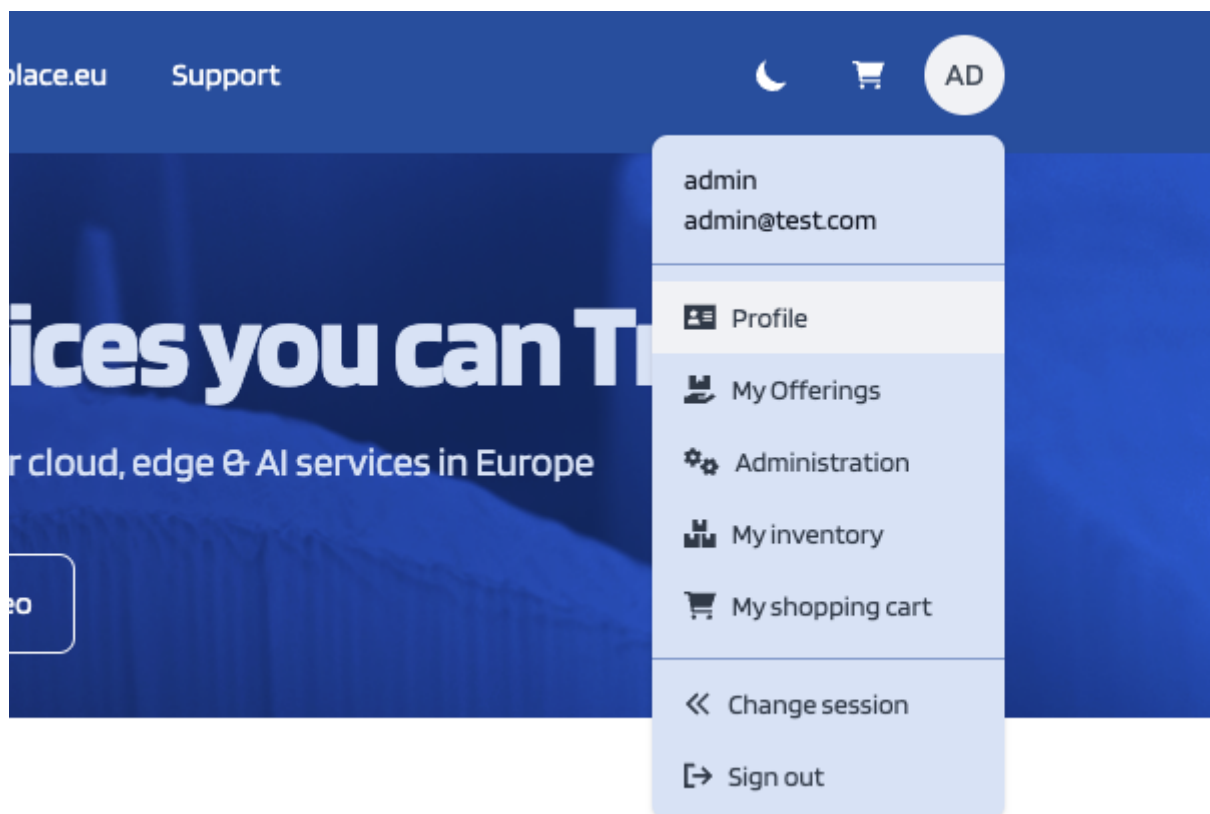 place.eu Support
AD
admin
admin@test.com
ices you can T
r cloud, edge & AI services in Europe
eo
Profile
My Offerings
Administration
My inventory
My shopping cart
Change session
Sign out